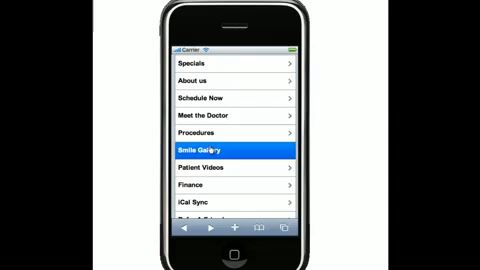 Carrier
Specials
About us
Schedule Now
Meet the Doctor
Procedures
Smile Gallery
Patient Videos
Finance
iCal Sync